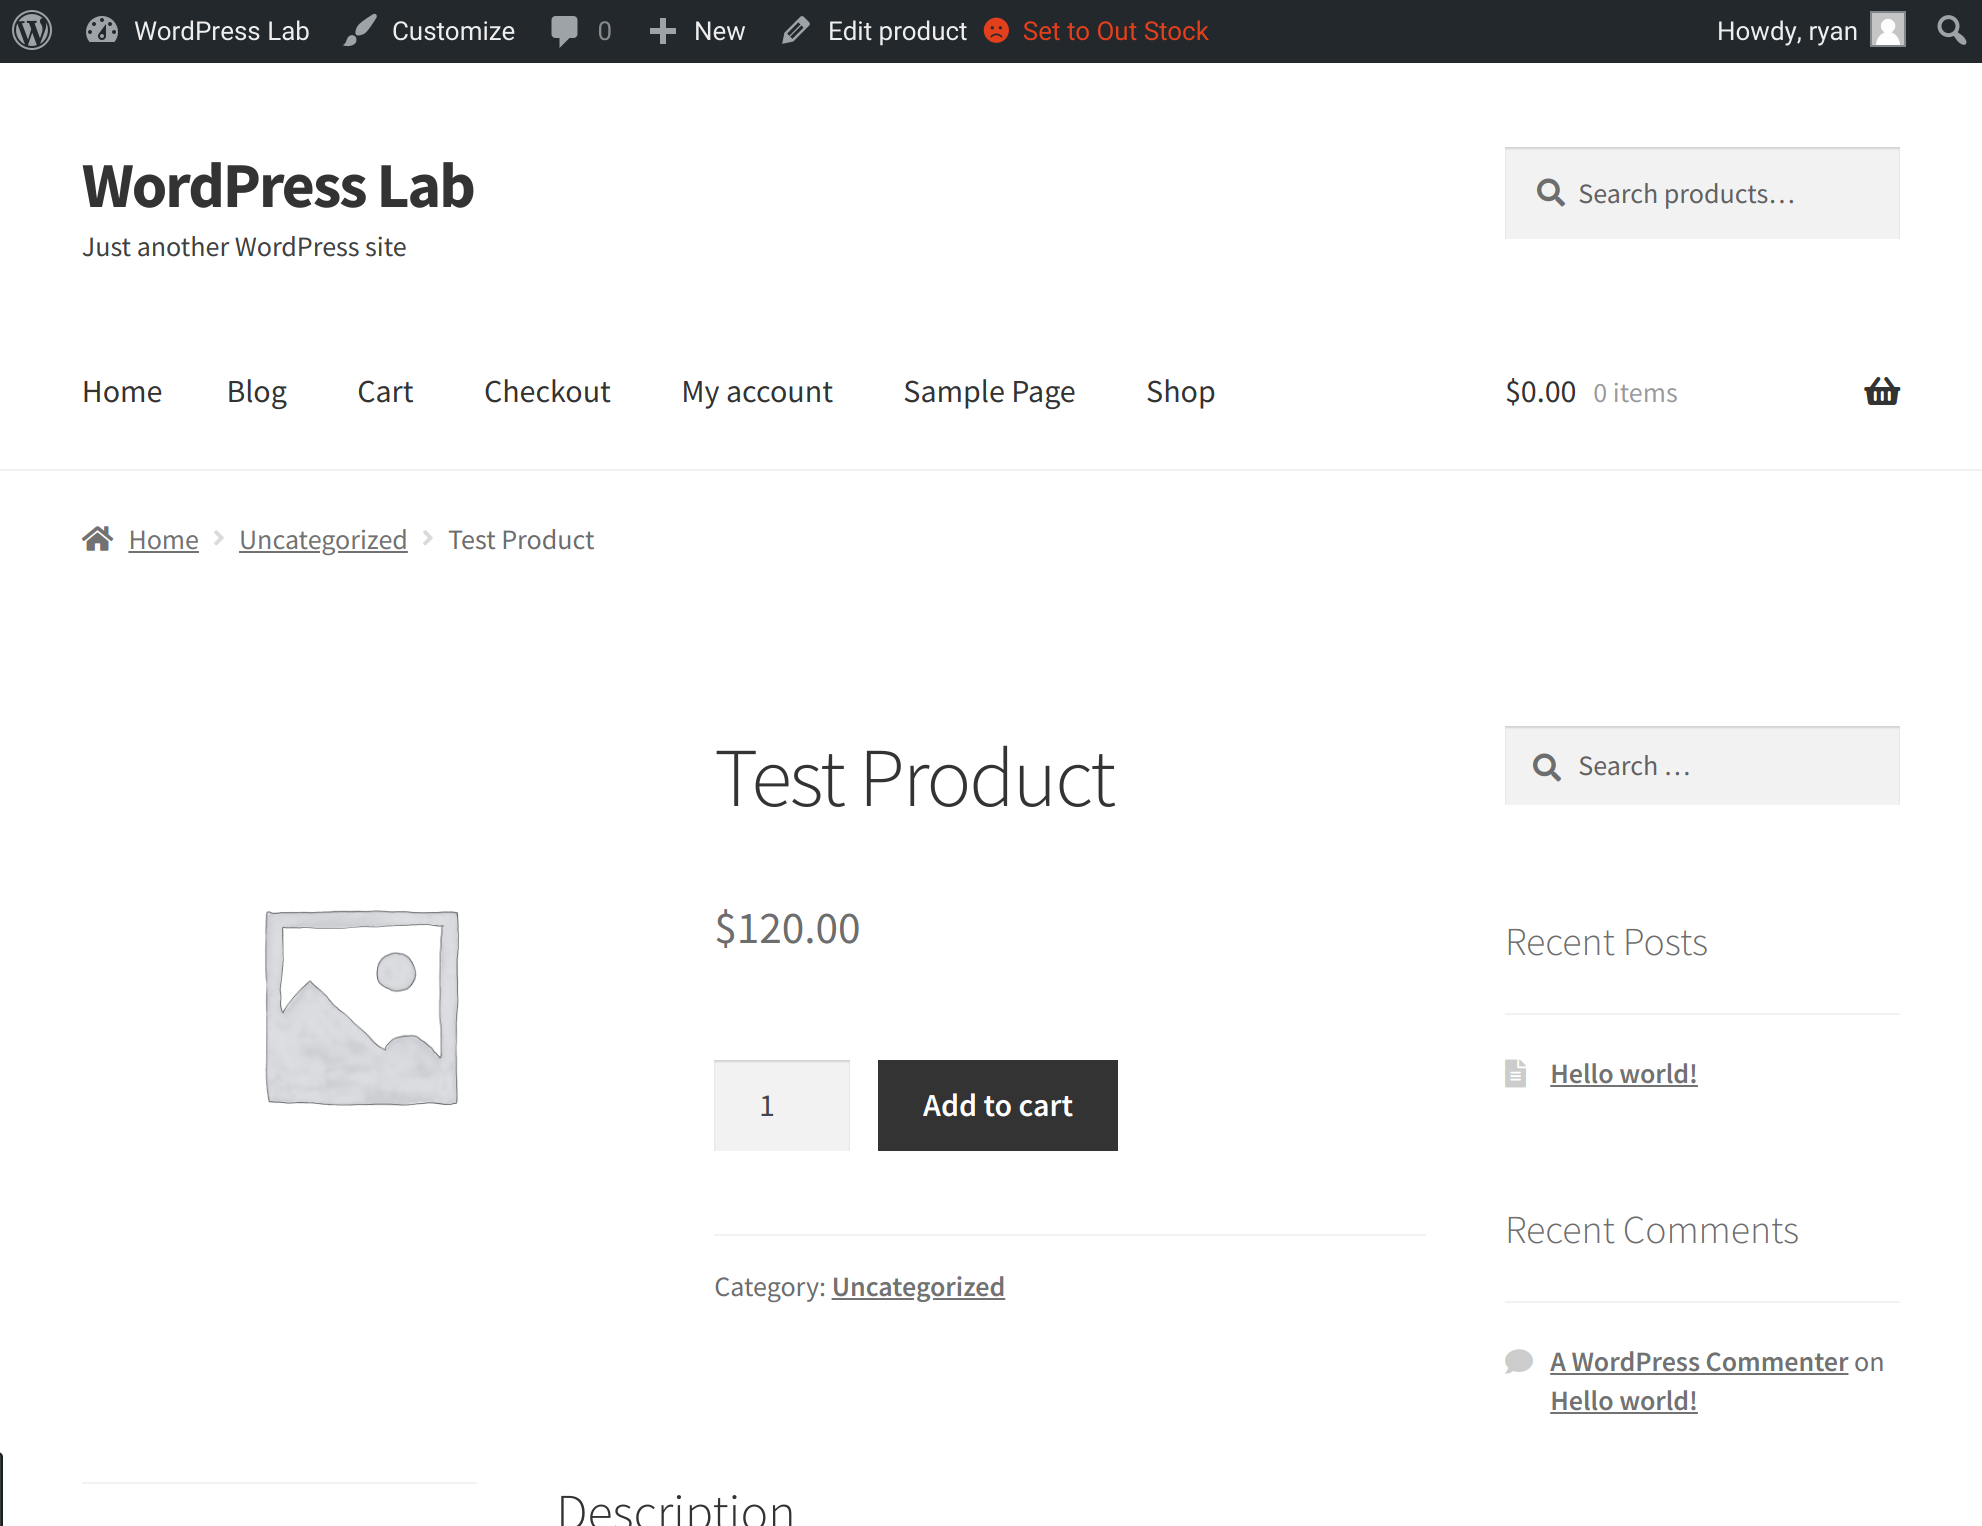 WordPress Lab Customize 0 New Edit product Set to Out Stock Howdy, ryan
WordPress Lab
Just another WordPress site
Search products…
Home Blog Cart Checkout My account Sample Page Shop $0.00 0 items
Home Uncategorized Test Product
Test Product
$120.00
1 Add to cart
Category: Uncategorized
Search …
Recent Posts
Hello world!
Recent Comments
A WordPress Commenter on
Hello world!
Description